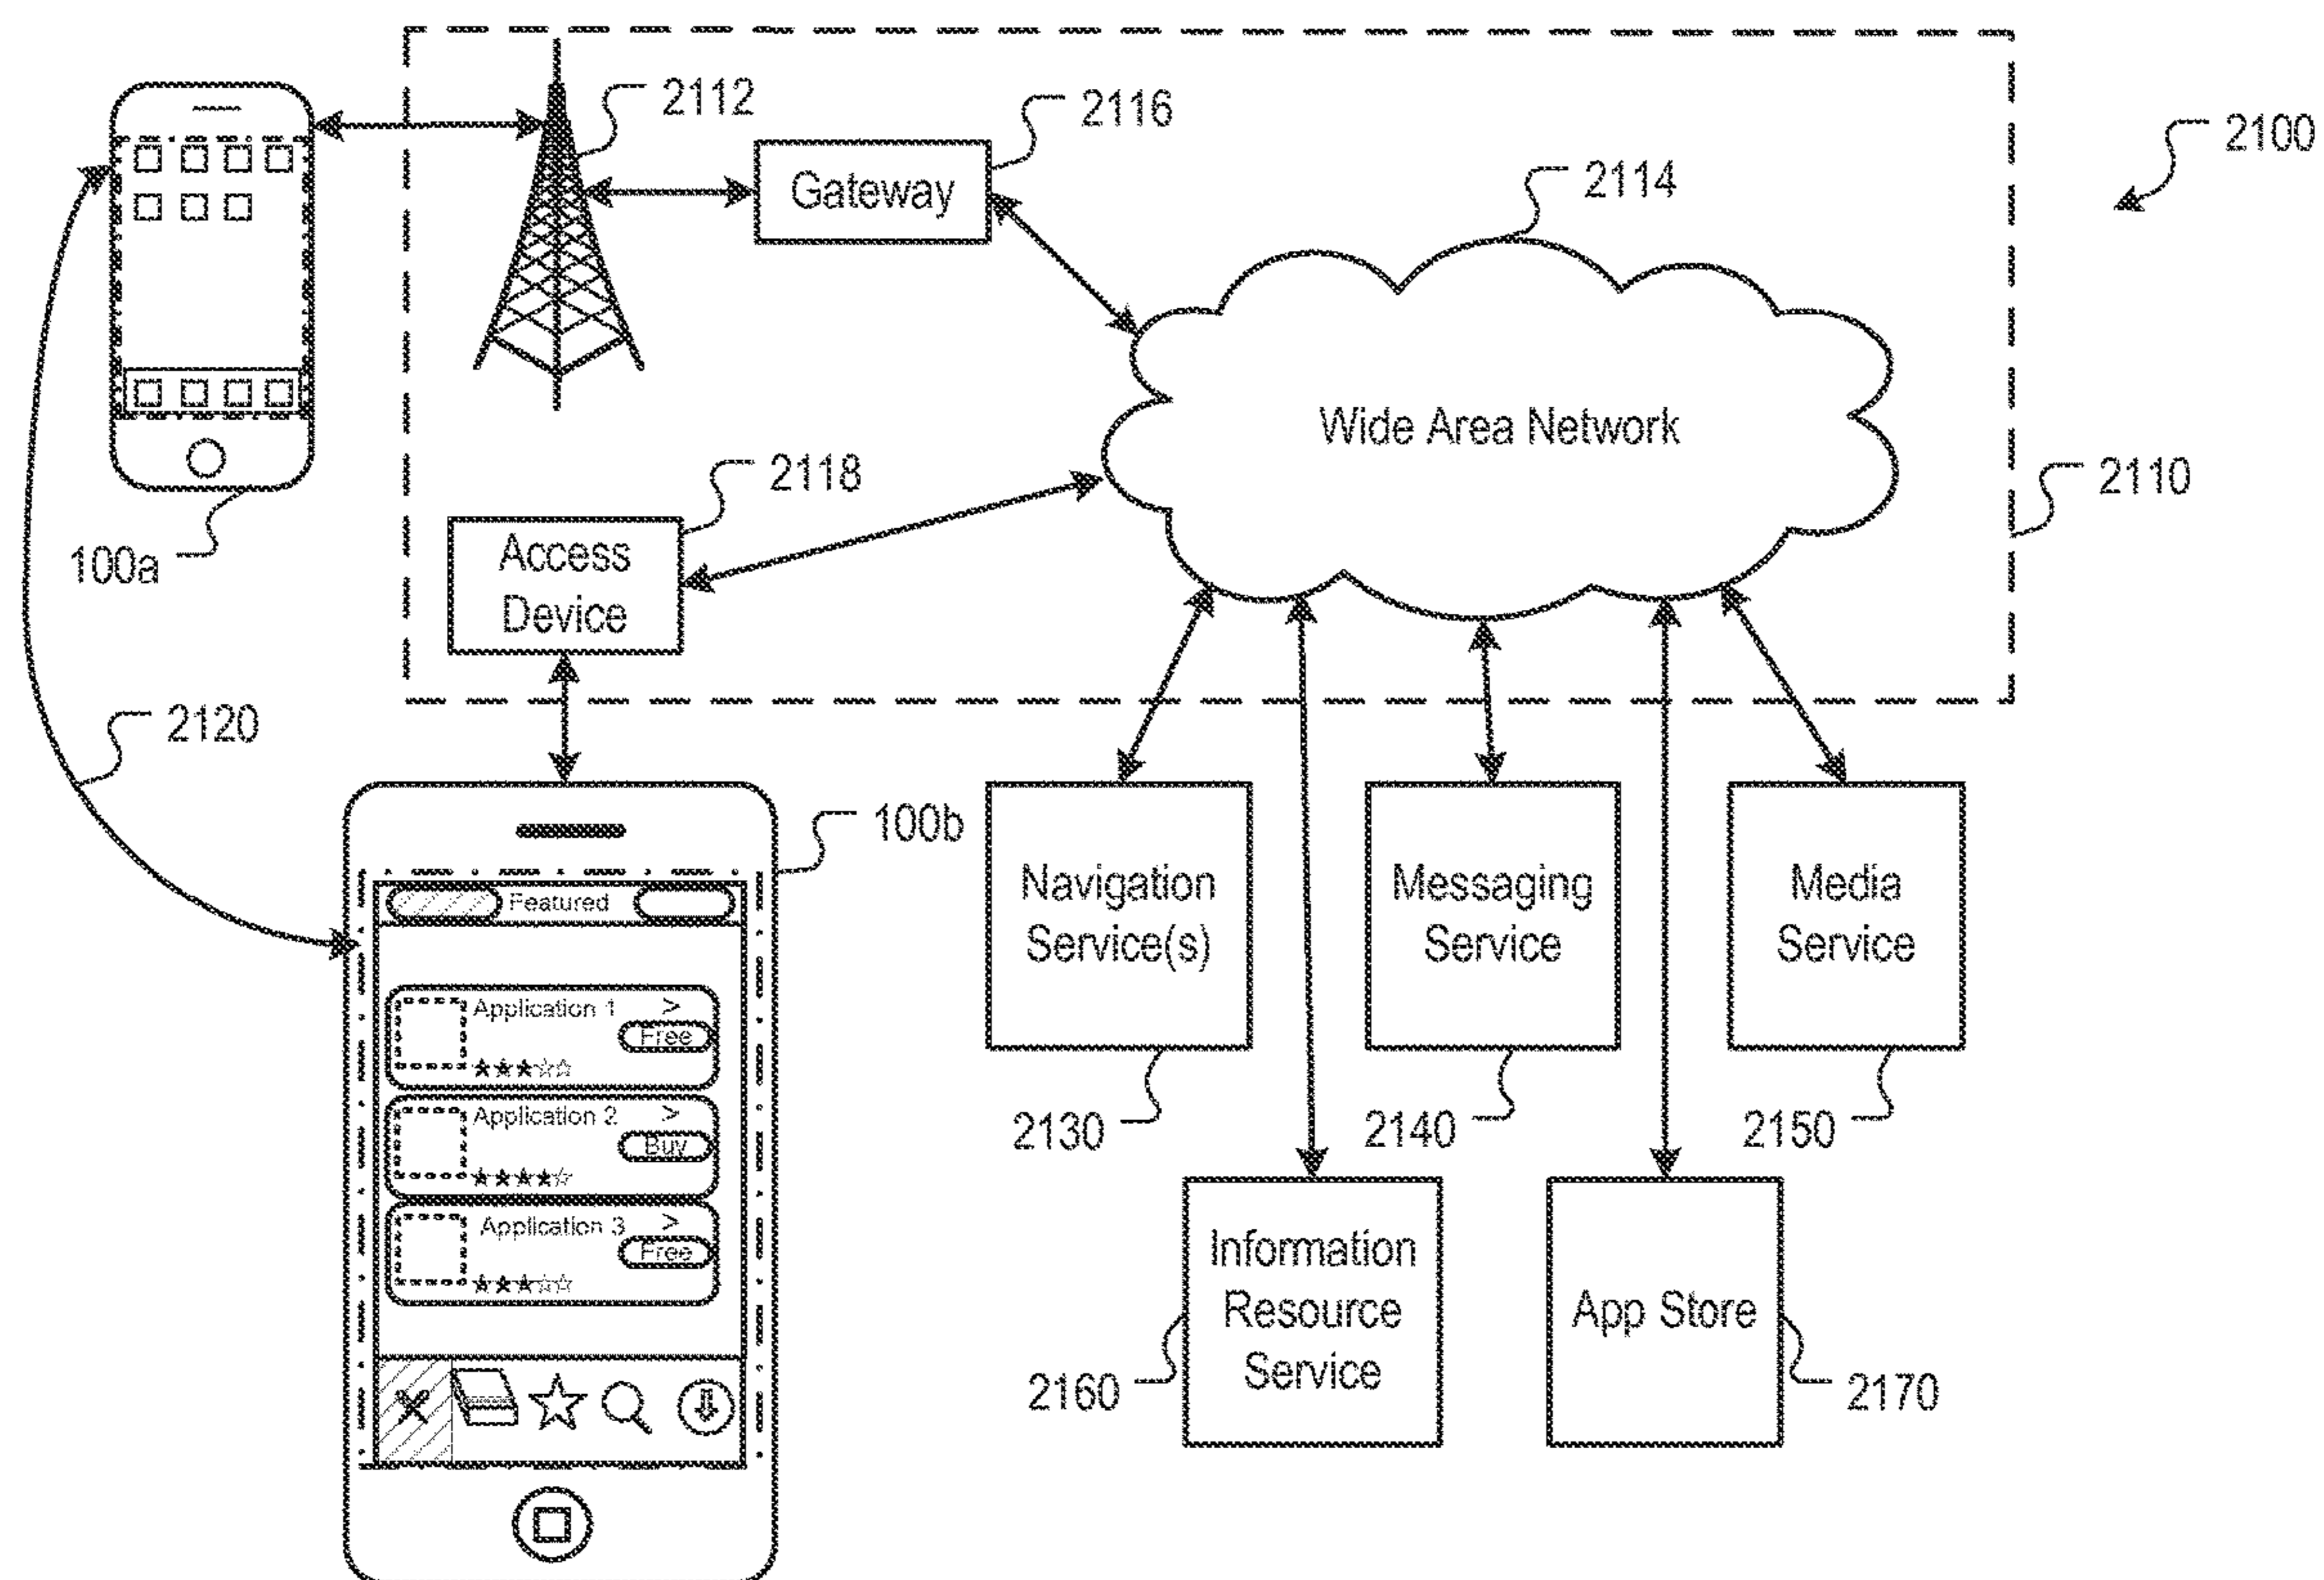 2112
2116
2100
Gateway
2114
Wide Area Network
2118
2110
100a
Access
Device
2120
100b
Featured
Application 1
>
Free
★★★☆☆
Application 2
>
Buy
★★★★☆
Application 3
>
Free
★★★☆☆
Navigation
Service(s)
Messaging
Service
Media
Service
2130
2140
2150
Information
Resource
Service
App Store
2160
2170